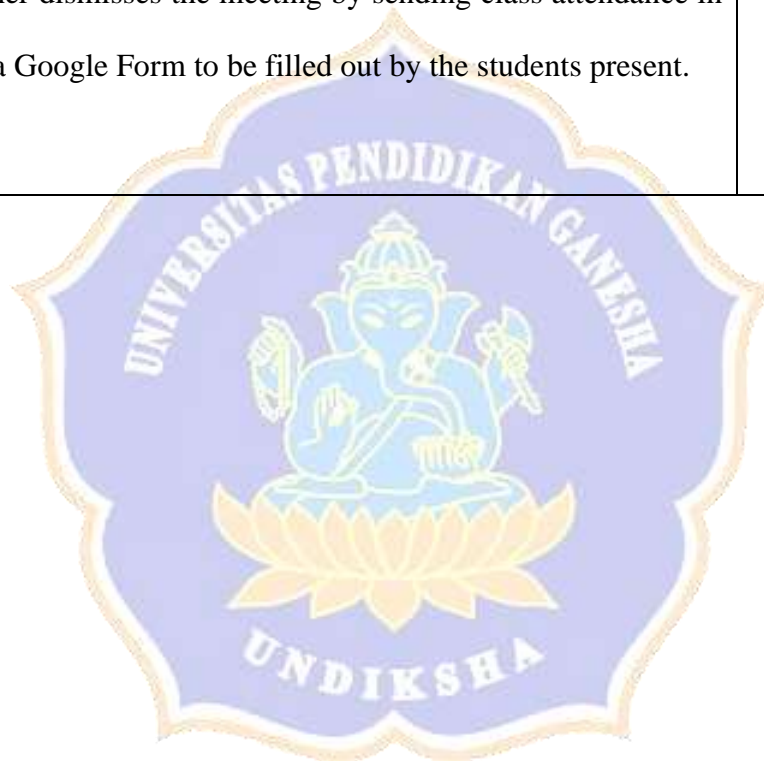 dismisses the meeting by sending class attendance in
a Google Form to be filled out by the students present.
UNIVERSITAS PENDIDIKAN GANESHA
UNDIKSHA